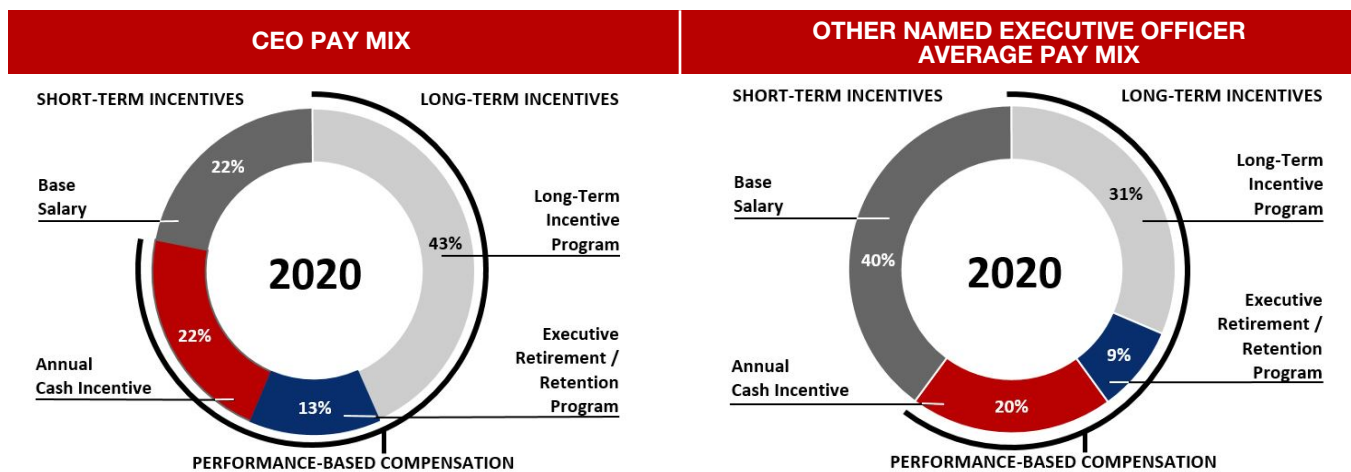 CEO PAY MIX
SHORT-TERM INCENTIVES
LONG-TERM INCENTIVES
22%
Base
Salary
Long-Term
Incentive
Program
43%
2020
22%
Annual
Cash Incentive
Executive
Retirement /
Retention
Program
13%
PERFORMANCE-BASED COMPENSATION
OTHER NAMED EXECUTIVE OFFICER
AVERAGE PAY MIX
SHORT-TERM INCENTIVES
LONG-TERM INCENTIVES
Base
Salary
Long-Term
Incentive
Program
31%
40%
2020
Executive
Retirement /
Retention
Program
9%
Annual
Cash Incentive
20%
PERFORMANCE-BASED COMPENSATION